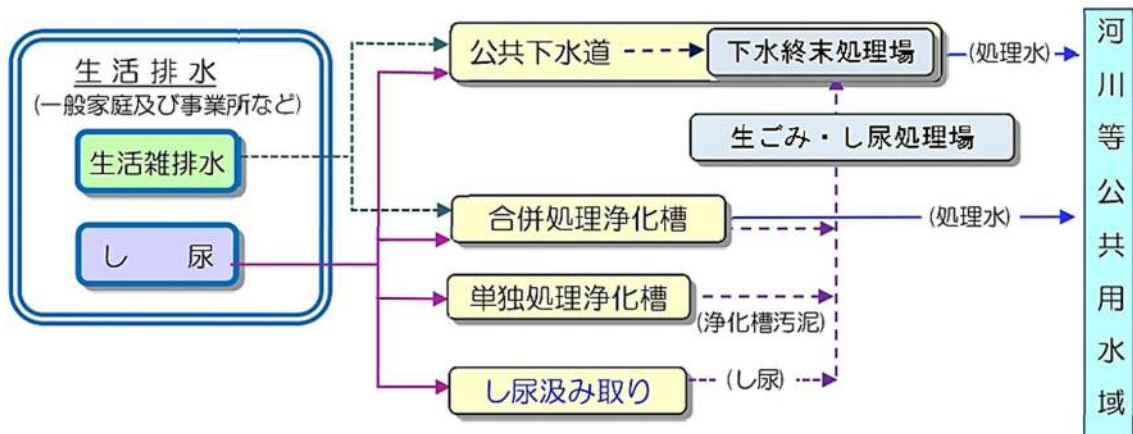 生活排水
(一般家庭及び事業所など)
生活雑排水
し 尿
公共下水道
下水終末処理場
(処理水)
生ごみ・し尿処理場
合併処理浄化槽
(処理水)
単独処理浄化槽
(浄化槽汚泥)
し尿汲み取り
(し尿)
河川等公共用水域